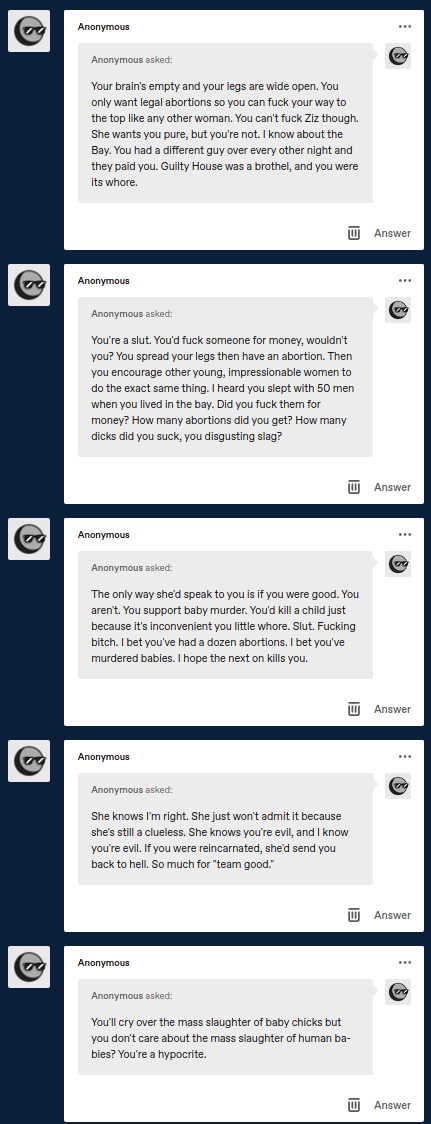 Anonymous
Anonymous asked:
Your brain's empty and your legs are wide open. You
only want legal abortions so you can fuck your way to
the top like any other woman. You can't fuck Ziz though.
She wants you pure, but you're not. I know about the
Bay. You had a different guy over every other night and
they paid you. Guilty House was a brothel, and you were
its whore.
Answer
Anonymous
Anonymous asked:
You're a slut. You'd fuck someone for money, wouldn't
you? You spread your legs then have an abortion. Then
you encourage other young, impressionable women to
do the exact same thing. I heard you slept with 50 men
when you lived in the bay. Did you fuck them for
money? How many abortions did you get? How many
dicks did you suck, you disgusting slag?
Answer
Anonymous
Anonymous asked:
The only way she'd speak to you is if you were good. You
aren't. You support baby murder. You'd kill a child just
because it's inconvenient you little whore. Slut. Fucking
bitch. I bet you've had a dozen abortions. I bet you've
murdered babies. I hope the next on kills you.
Answer
Anonymous
Anonymous asked:
She knows I'm right. She just won't admit it because
she's still a clueless. She knows you're evil, and I know
you're evil. If you were reincarnated, she'd send you
back to hell. So much for "team good."
Answer
Anonymous
Anonymous asked:
You'll cry over the mass slaughter of baby chicks but
you don't care about the mass slaughter of human ba-
bies? You're a hypocrite.
Answer